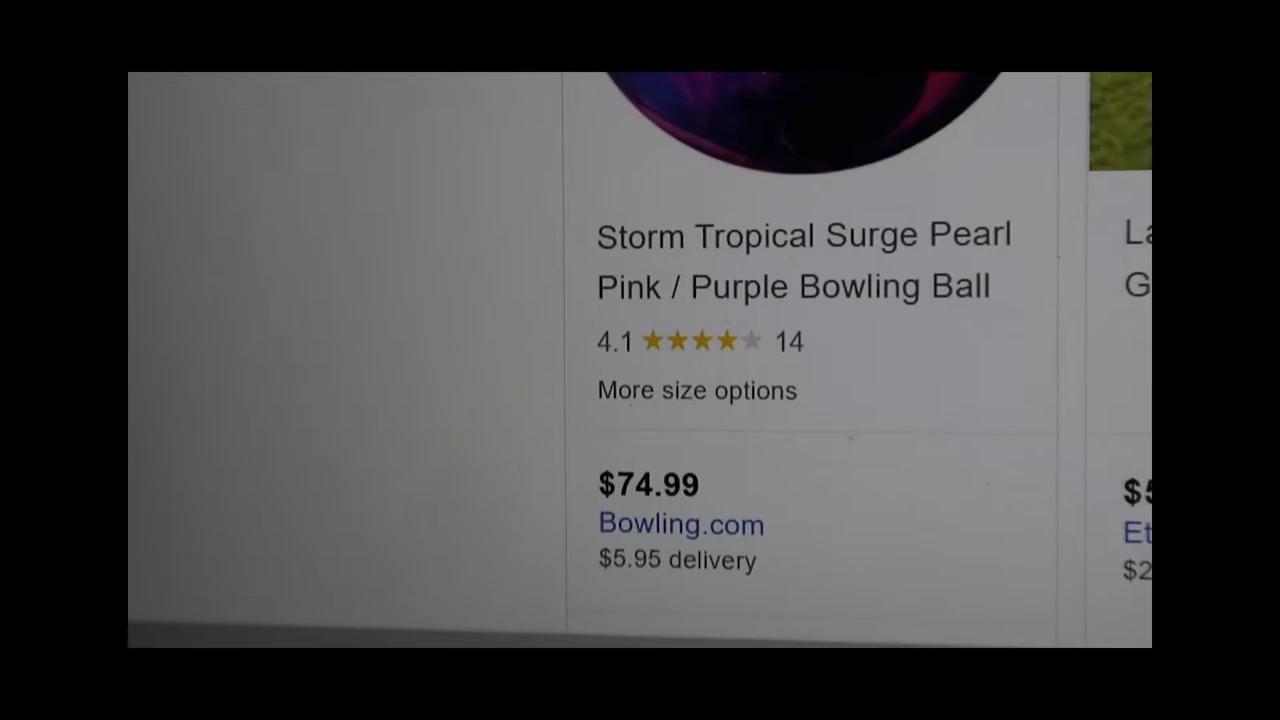 Storm Tropical Surge Pearl
Pink / Purple Bowling Ball
4.1 ★★★★★ 14
More size options
$74.99
Bowling.com
$5.95 delivery